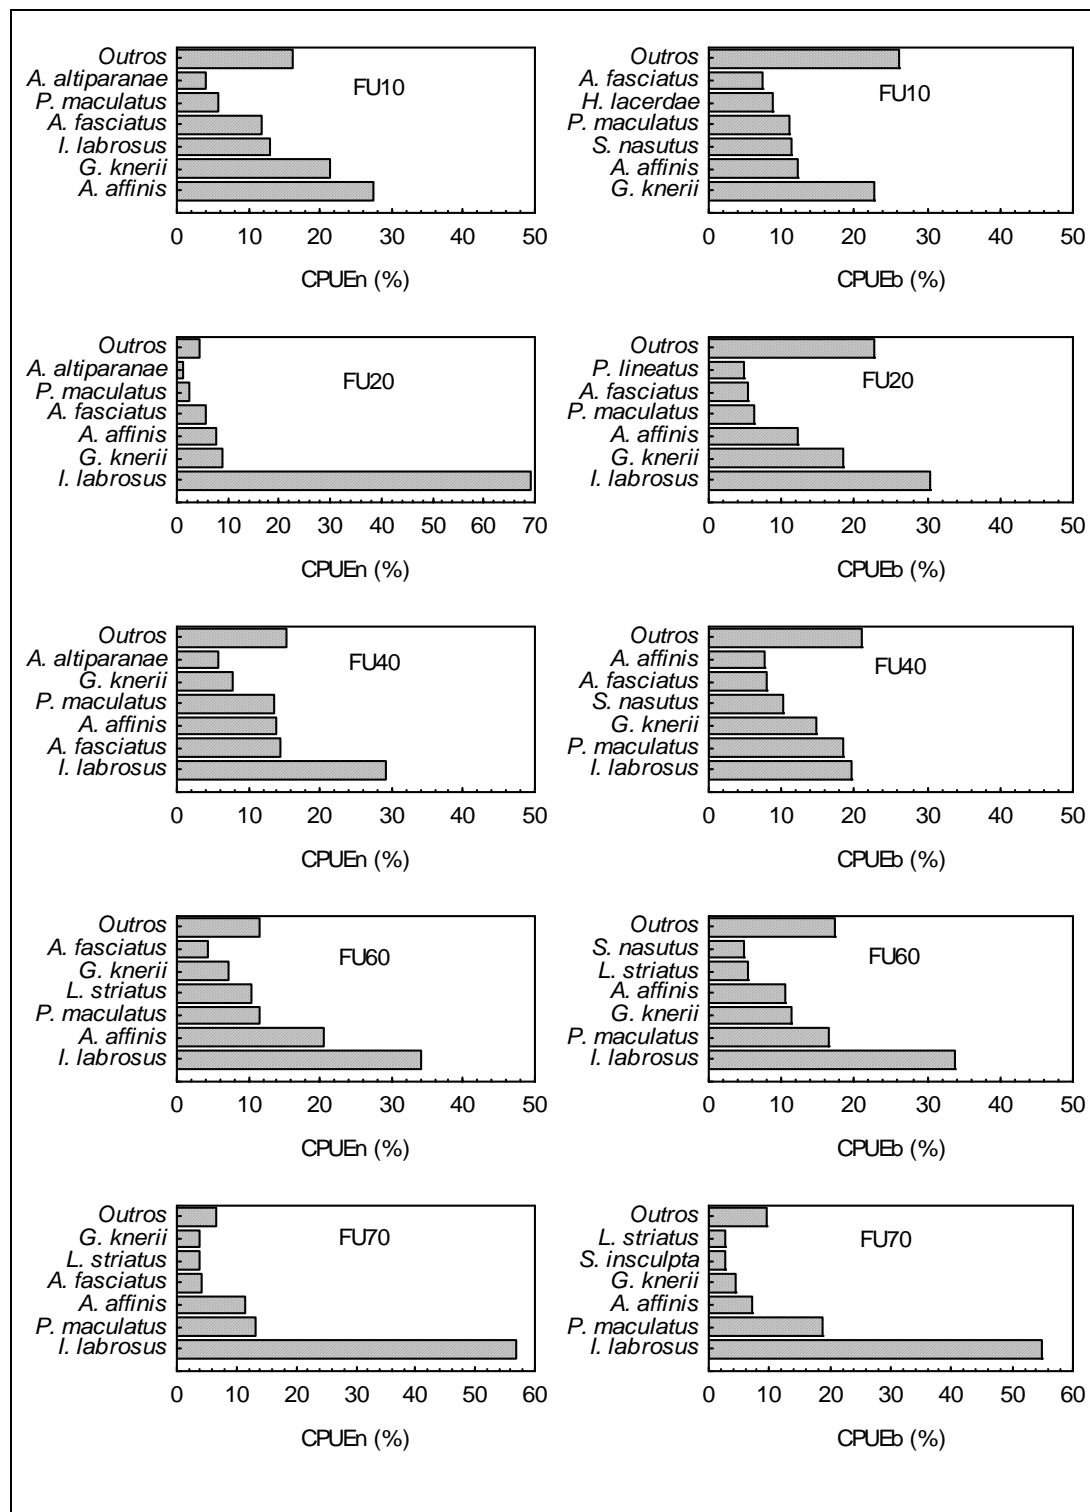 Outros
A. altiparanae
P. maculatus
A. fasciatus
I. labrosus
G. knerii
A. affinis
FU10
0 10 20 30 40 50
CPUEn (%)
Outros
A. fasciatus
H. lacerdae
P. maculatus
S. nasutus
A. affinis
G. knerii
FU10
0 10 20 30 40 50
CPUEb (%)
Outros
A. altiparanae
P. maculatus
A. fasciatus
A. affinis
G. knerii
I. labrosus
FU20
0 10 20 30 40 50 60 70
CPUEn (%)
Outros
P. lineatus
A. fasciatus
P. maculatus
A. affinis
G. knerii
I. labrosus
FU20
0 10 20 30 40 50
CPUEb (%)
Outros
A. altiparanae
G. knerii
P. maculatus
A. affinis
A. fasciatus
I. labrosus
FU40
0 10 20 30 40 50
CPUEn (%)
Outros
A. affinis
A. fasciatus
S. nasutus
G. knerii
P. maculatus
I. labrosus
FU40
0 10 20 30 40 50
CPUEb (%)
Outros
A. fasciatus
G. knerii
L. striatus
P. maculatus
A. affinis
I. labrosus
FU60
0 10 20 30 40 50
CPUEn (%)
Outros
S. nasutus
L. striatus
A. affinis
G. knerii
P. maculatus
I. labrosus
FU60
0 10 20 30 40 50
CPUEb (%)
Outros
G. knerii
L. striatus
A. fasciatus
A. affinis
P. maculatus
I. labrosus
FU70
0 10 20 30 40 50 60
CPUEn (%)
Outros
L. striatus
S. insculpta
G. knerii
A. affinis
P. maculatus
I. labrosus
FU70
0 10 20 30 40 50 60
CPUEb (%)